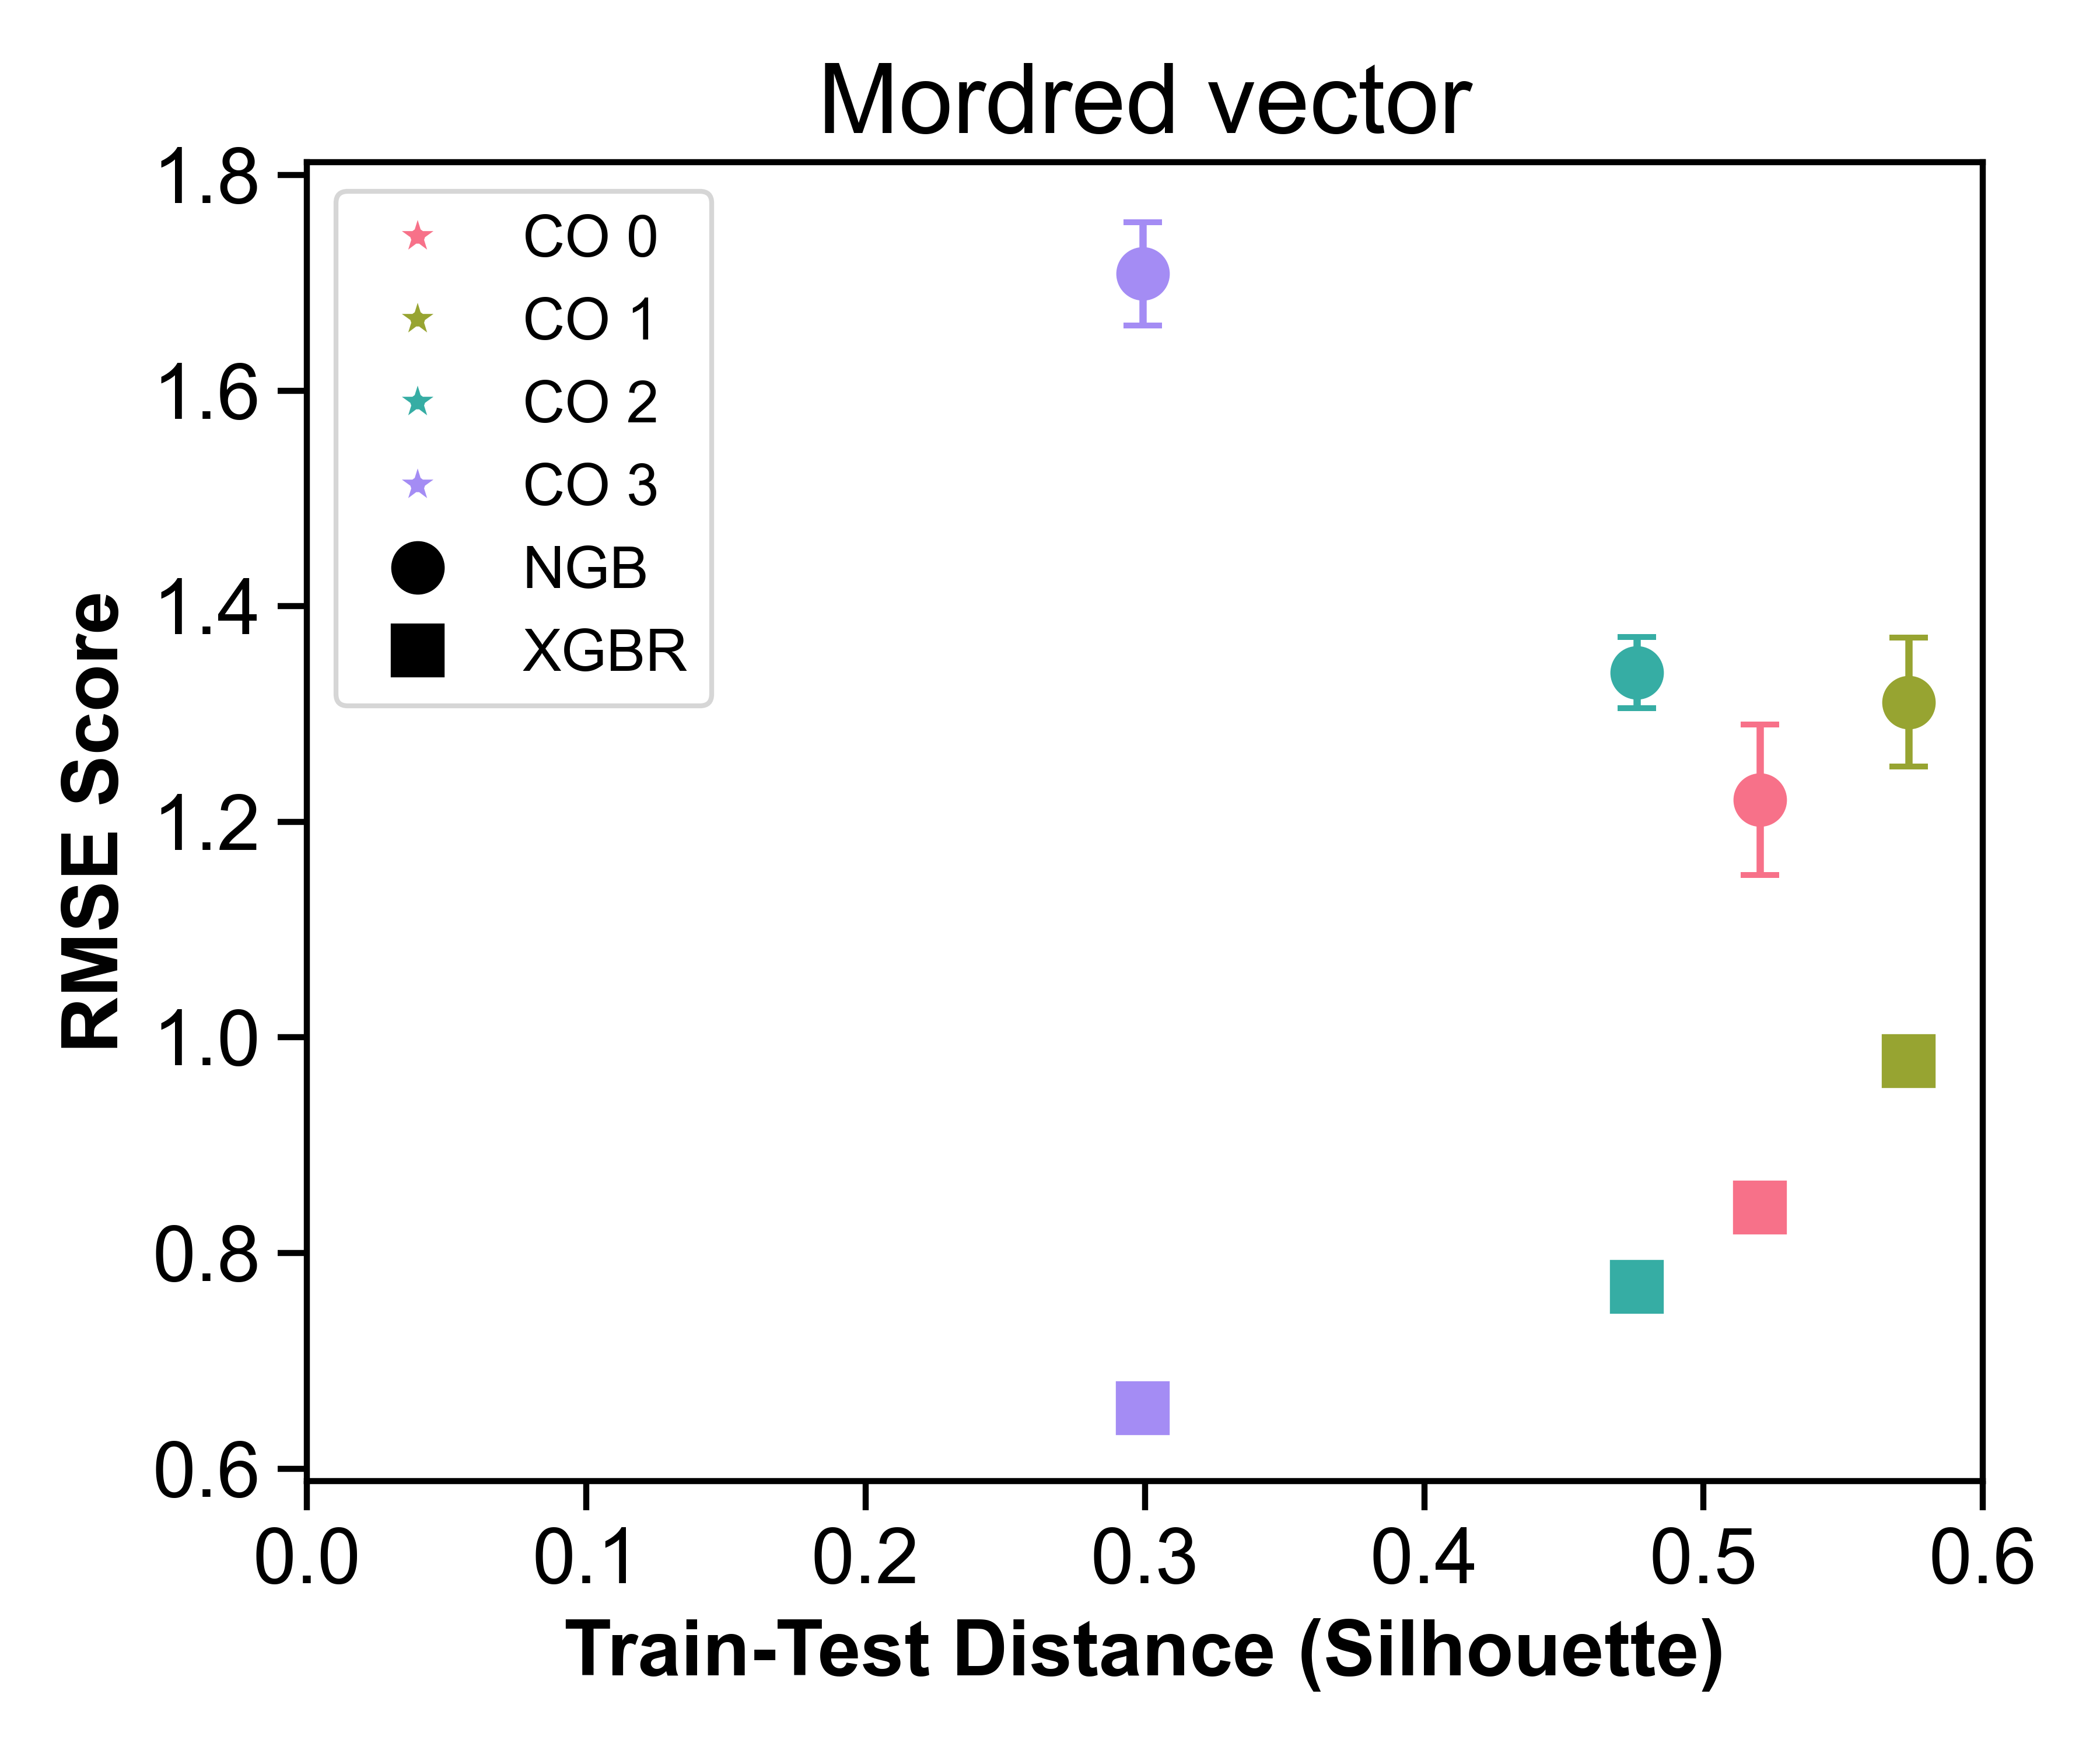 Mordred vector
1.8
1.6
1.4
1.2
1.0
0.8
0.6
RMSE Score
CO 0
CO 1
CO 2
CO 3
NGB
XGBR
0.0 0.1 0.2 0.3 0.4 0.5 0.6
Train-Test Distance (Silhouette)